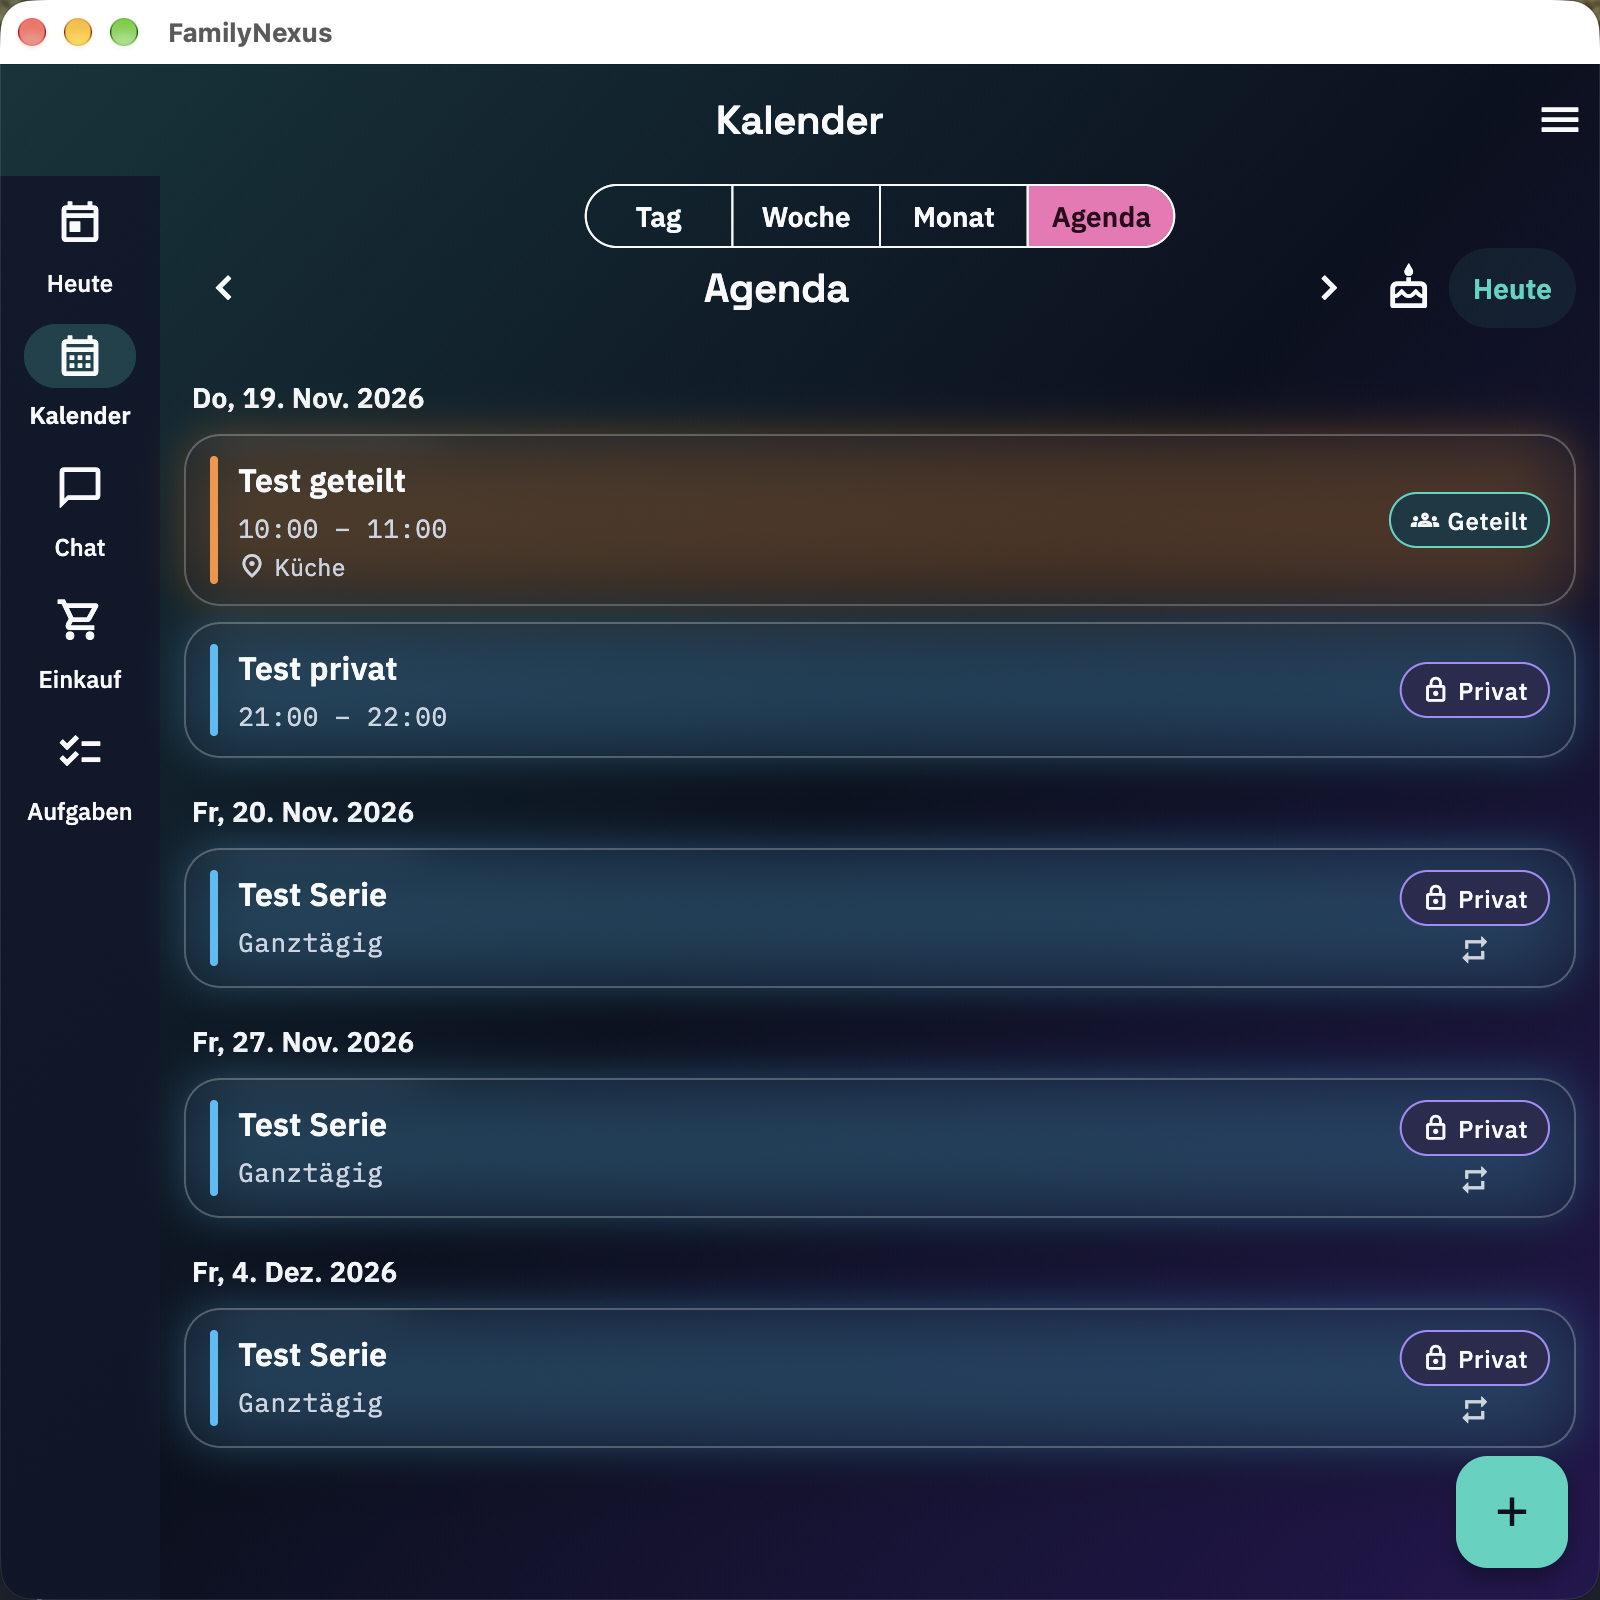 FamilyNexus
Kalender
Tag Woche Monat Agenda
Agenda
Heute
Heute
Kalender
Chat
Einkauf
Aufgaben
Do, 19. Nov. 2026
Test geteilt
10:00 – 11:00
Küche
Geteilt
Test privat
21:00 – 22:00
Privat
Fr, 20. Nov. 2026
Test Serie
Ganztägig
Privat
Fr, 27. Nov. 2026
Test Serie
Ganztägig
Privat
Fr, 4. Dez. 2026
Test Serie
Ganztägig
Privat